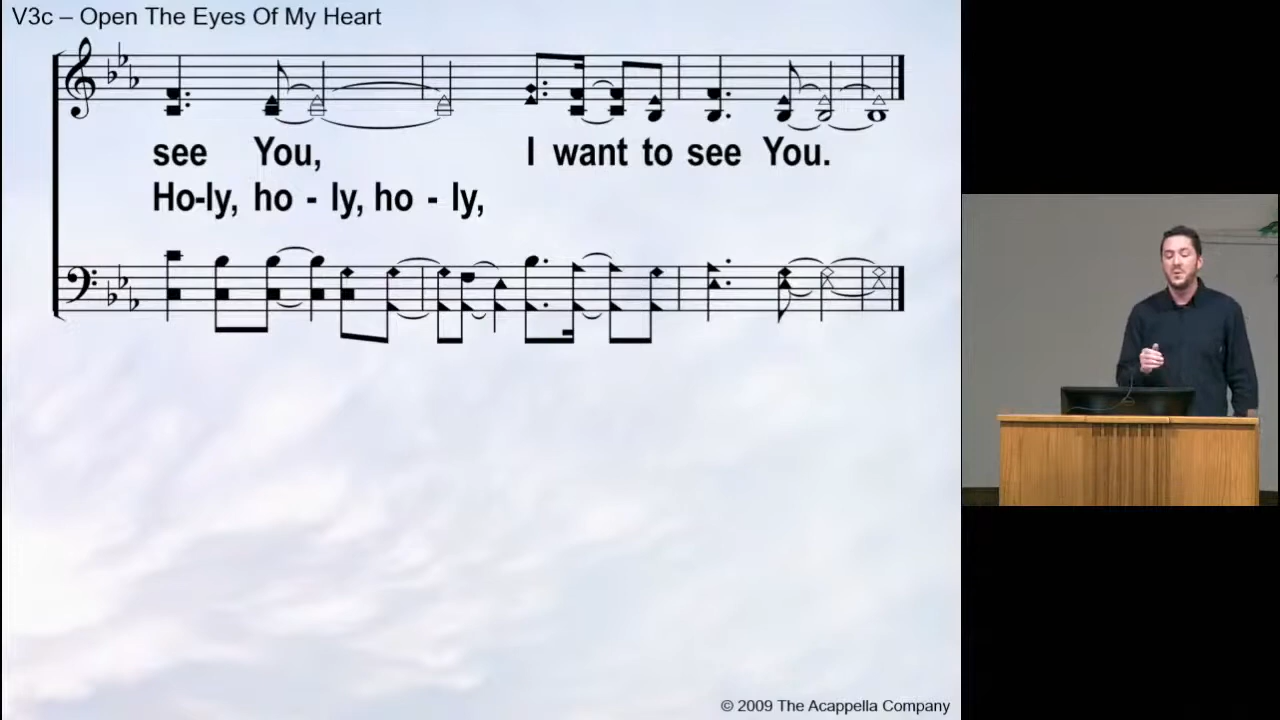 V3c – Open The Eyes Of My Heart
see You, I want to see You.
Ho-ly, ho - ly, ho - ly,
© 2009 The Acappella Company